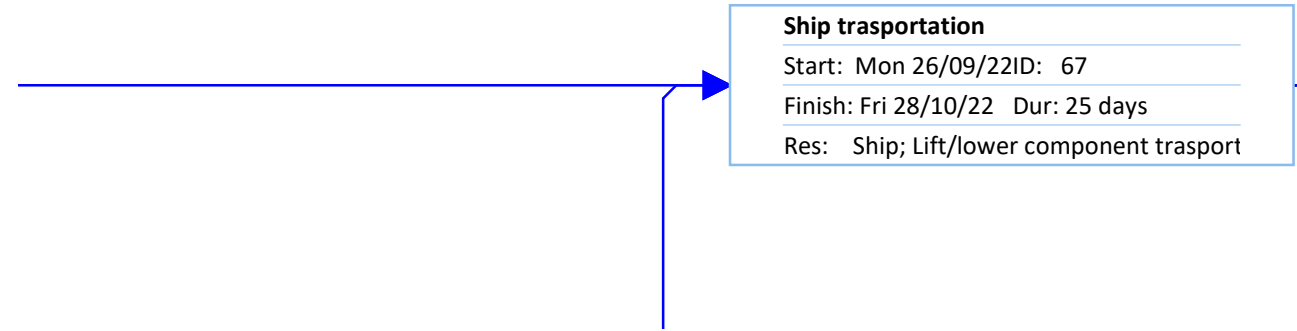 Ship trasportation
Start: Mon 26/09/22ID: 67
Finish: Fri 28/10/22 Dur: 25 days
Res: Ship; Lift/lower component trasport